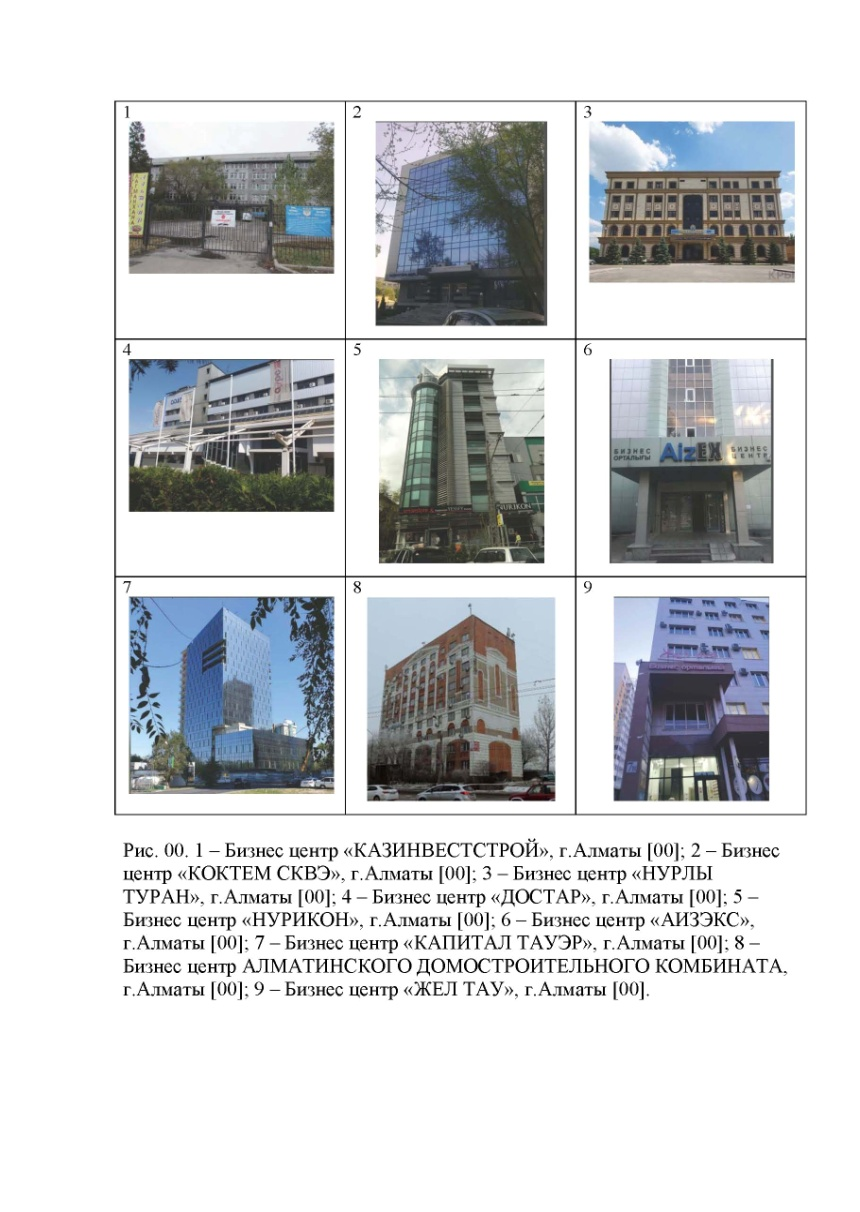 1
2
3
КРЫ
4
5
NURIKON
6
БИЗНЕС
ОРТАЛЫҒЫ
AizEX
БИЗНЕС
ЦЕНТР
7
8
9
Рис. 00. 1 – Бизнес центр «КАЗИНВЕСТСТРОЙ», г.Алматы [00]; 2 – Бизнес
центр «КОКТЕМ СКВЭ», г.Алматы [00]; 3 – Бизнес центр «НУРЛЫ
ТУРАН», г.Алматы [00]; 4 – Бизнес центр «ДОСТАР», г.Алматы [00]; 5 –
Бизнес центр «НУРИКОН», г.Алматы [00]; 6 – Бизнес центр «АИЗЭКС»,
г.Алматы [00]; 7 – Бизнес центр «КАПИТАЛ ТАУЭР», г.Алматы [00]; 8 –
Бизнес центр АЛМАТИНСКОГО ДОМОСТРОИТЕЛЬНОГО КОМБИНАТА,
г.Алматы [00]; 9 – Бизнес центр «ЖЕЛ ТАУ», г.Алматы [00].